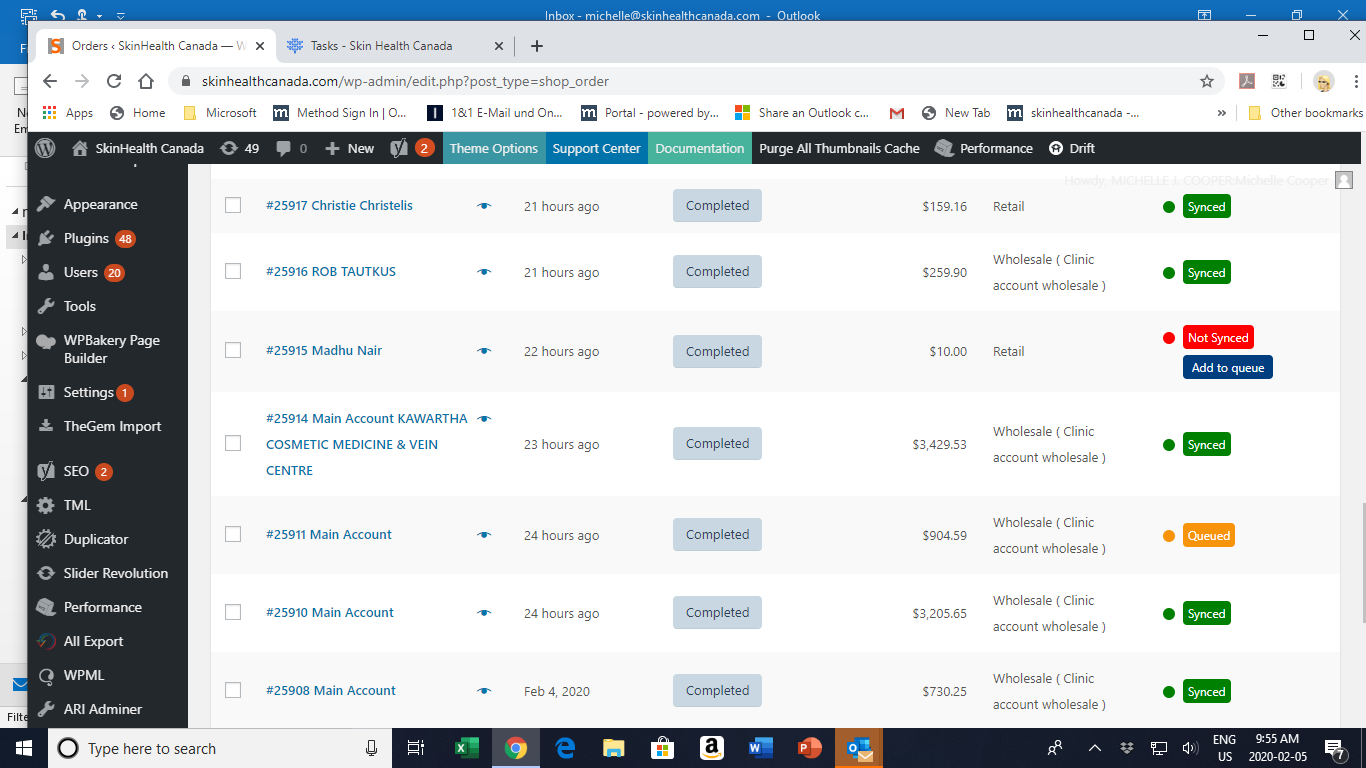 Inbox - michelle@skinhealthcanada.com - Outlook
Orders ‹ SkinHealth Canada — W
Tasks - Skin Health Canada
skinhealthcanada.com/wp-admin/edit.php?post_type=shop_order
Apps
Home
Microsoft
Method Sign In | O...
1&1 E-Mail und On...
Portal - powered by...
Share an Outlook c...
New Tab
skinhealthcanada -...
»
Other bookmarks
SkinHealth Canada
49
0
New
2
Theme Options
Support Center
Documentation
Purge All Thumbnails Cache
Performance
Drift
Howdy, MICHELLE J. COOPER:Michelle Cooper
Appearance
Plugins 48
Users 20
Tools
WPBakery Page
Builder
Settings 1
TheGem Import
SEO 2
TML
Duplicator
Slider Revolution
Performance
All Export
WPML
ARI Adminer
#25917 Christie Christelis
21 hours ago
Completed
$159.16
Retail
Synced
#25916 ROB TAUTKUS
21 hours ago
Completed
$259.90
Wholesale ( Clinic
account wholesale )
Synced
#25915 Madhu Nair
22 hours ago
Completed
$10.00
Retail
Not Synced
Add to queue
#25914 Main Account KAWARTHA
COSMETIC MEDICINE & VEIN
CENTRE
23 hours ago
Completed
$3,429.53
Wholesale ( Clinic
account wholesale )
Synced
#25911 Main Account
24 hours ago
Completed
$904.59
Wholesale ( Clinic
account wholesale )
Queued
#25910 Main Account
24 hours ago
Completed
$3,205.65
Wholesale ( Clinic
account wholesale )
Synced
#25908 Main Account
Feb 4, 2020
Completed
$730.25
Wholesale ( Clinic
account wholesale )
Synced
Filte
Type here to search
ENG
US
9:55 AM
2020-02-05
7